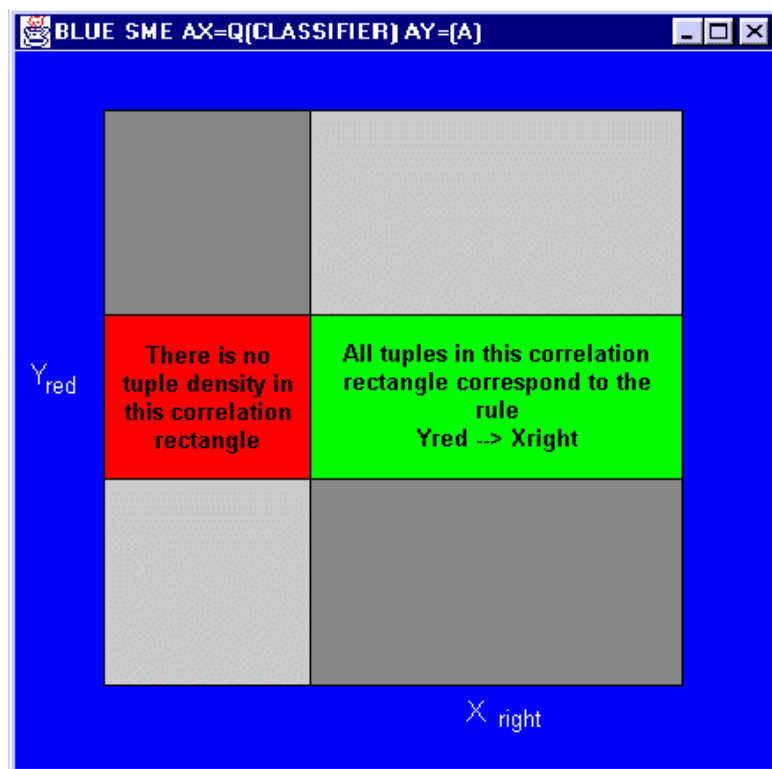 BLUE SME AX=Q(CLASSIFIER) AY=(A)
Yred
There is no
tuple density in
this correlation
rectangle
All tuples in this correlation
rectangle correspond to the
rule
Yred --> Xright
X right